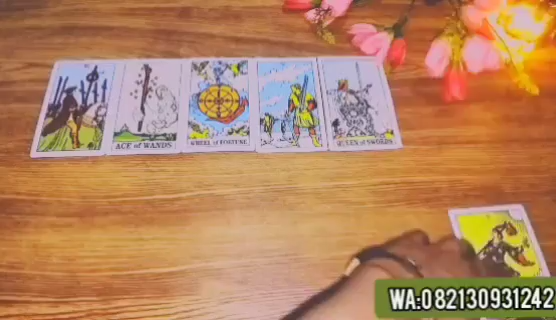 ACE of WANDS
WHEEL of FORTUNE
QUEEN of SWORDS
WA:082130931242